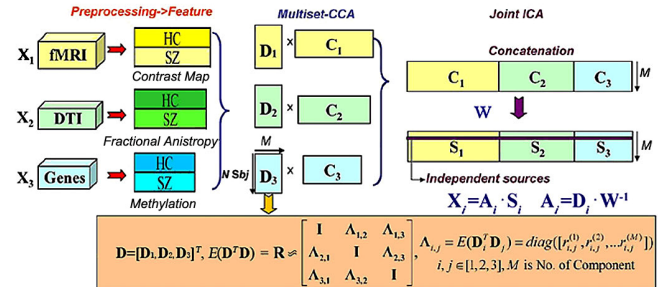 Preprocessing->Feature
Multiset-CCA
Joint ICA
X₁ fMRI
HC
SZ
Contrast Map
X₂ DTI
HC
SZ
Fractional Anistropy
X₃ Genes
HC
SZ
Methylation
D₁ × C₁
D₂ × C₂
M
N Sbj
D₃ × C₃
Concatenation
C₁ C₂ C₃ M
W
S₁ S₂ S₃ M
Independent sources
Xᵢ=Aᵢ·Sᵢ Aᵢ=Dᵢ·W⁻¹
D=[D₁,D₂,D₃]ᵀ, E(DᵀD) = R ≈ [I Λ₁,₂ Λ₁,₃
Λ₂,₁ I Λ₂,₃
Λ₃,₁ Λ₃,₂ I]
, Λᵢ,ⱼ = E(DᵢᵀDⱼ) = diag([rᵢ,ⱼ⁽¹⁾, rᵢ,ⱼ⁽²⁾,...rᵢ,ⱼ⁽ᴹ⁾])
i, j ∈[1,2,3], M is No. of Component